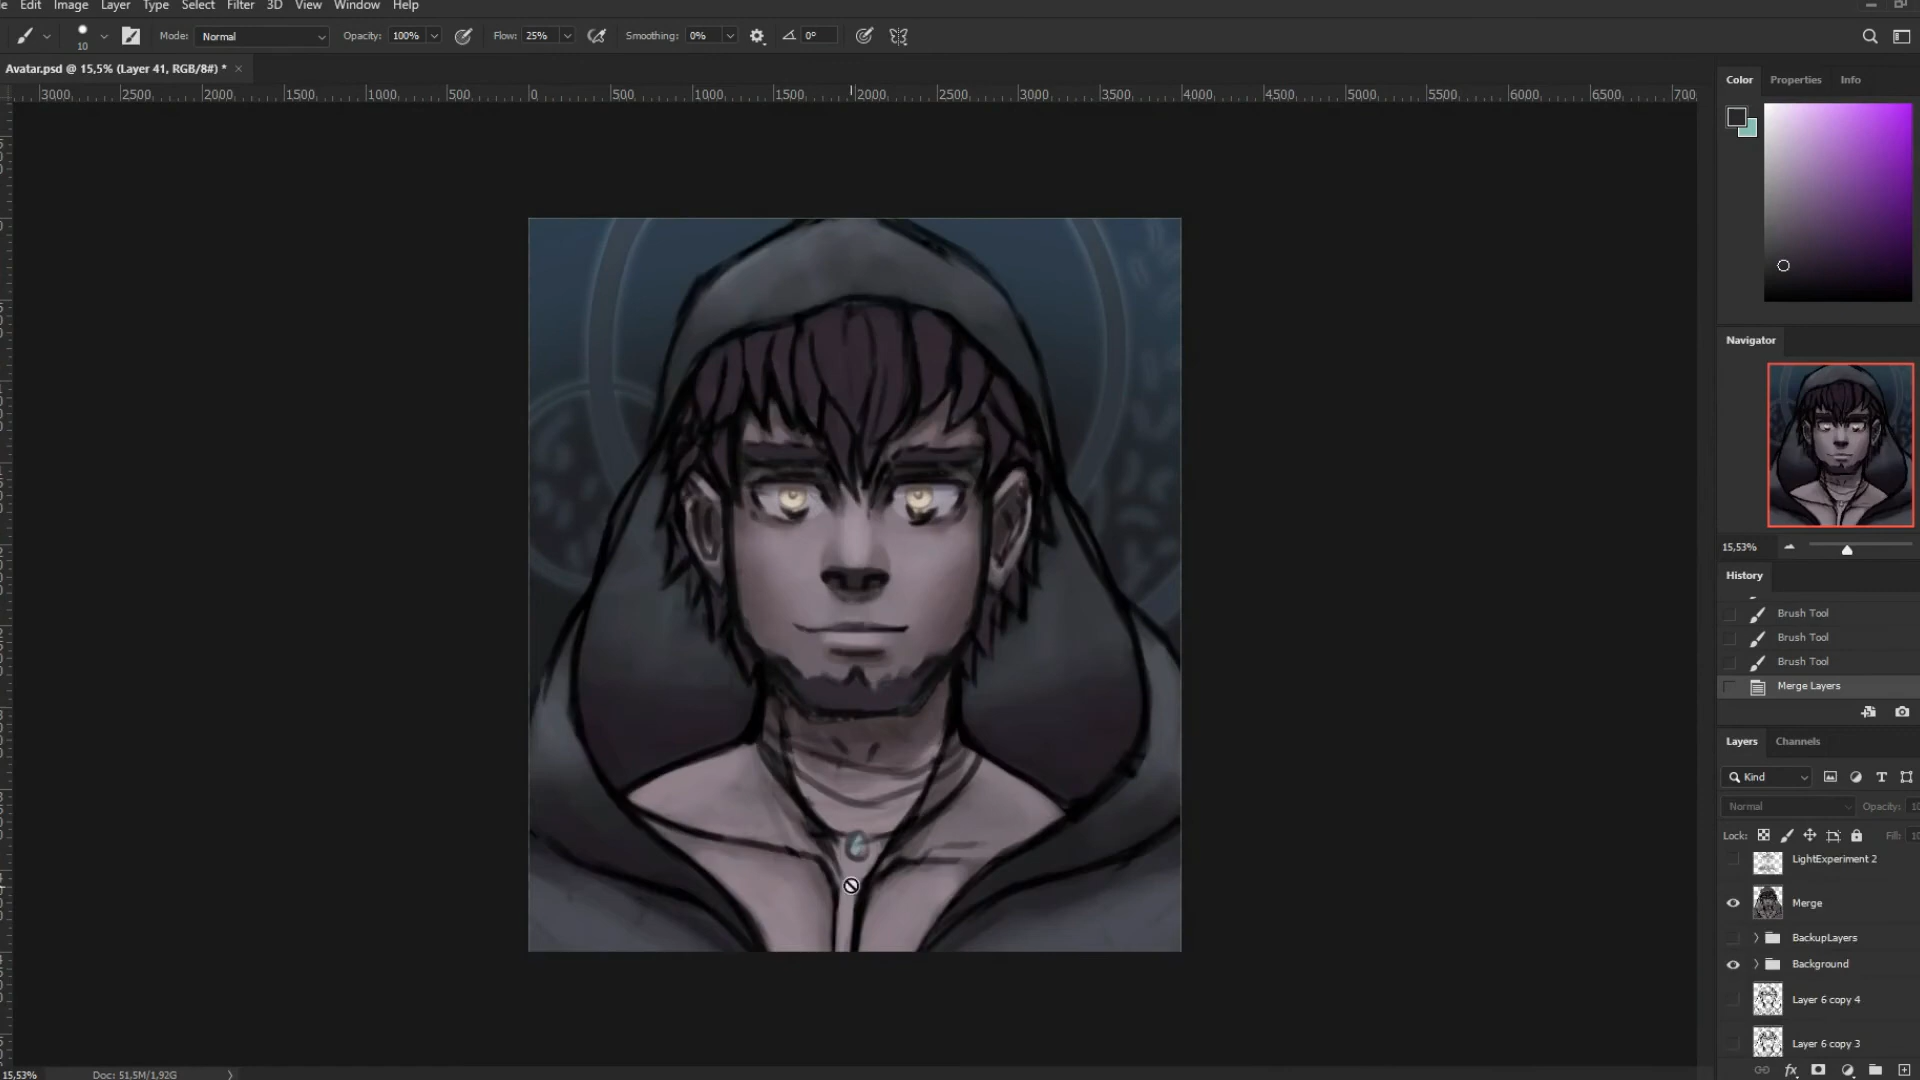 Edit Image Layer Type Select Filter 3D View Window Help
10 Mode: Normal Opacity: 100% Flow: 25% Smoothing: 0% 0°
Avatar.psd @ 15,5% (Layer 41, RGB/8#) * ×
3000 2500 2000 1500 1000 500 0 500 1000 1500 2000 2500 3000 3500 4000 4500 5000 5500 6000 6500
Color Properties Info
Navigator
15,53%
History
Brush Tool
Brush Tool
Brush Tool
Merge Layers
Layers Channels
Kind
Normal Opacity:
Lock: Fill:
LightExperiment 2
Merge
BackupLayers
Background
Layer 6 copy 4
Layer 6 copy 3
fx
15,53% Doc: 51,5M/1,92G